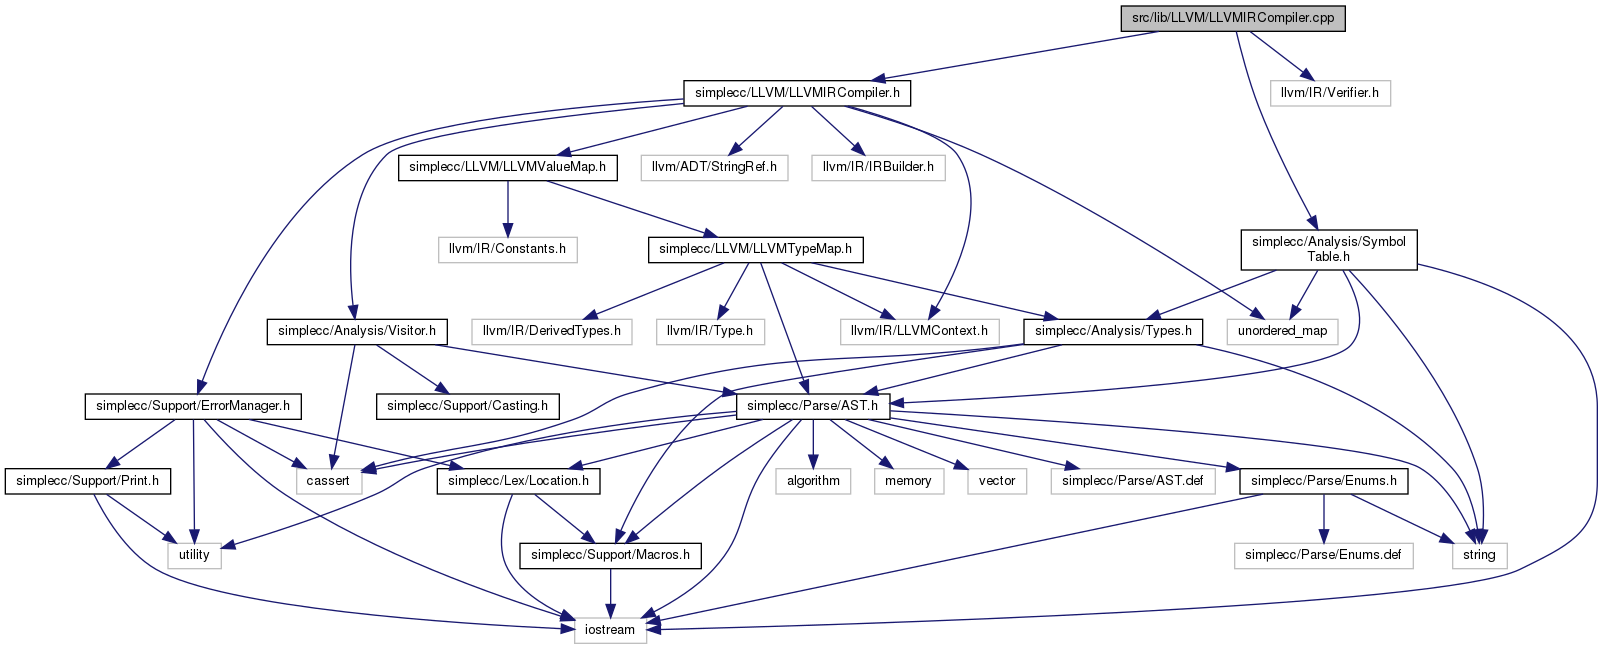 src/lib/LLVM/LLVMIRCompiler.cpp
simplecc/LLVM/LLVMIRCompiler.h
llvm/IR/Verifier.h
simplecc/LLVM/LLVMValueMap.h
llvm/ADT/StringRef.h
llvm/IR/IRBuilder.h
llvm/IR/Constants.h
simplecc/LLVM/LLVMTypeMap.h
simplecc/Analysis/Symbol
Table.h
simplecc/Analysis/Visitor.h
llvm/IR/DerivedTypes.h
llvm/IR/Type.h
llvm/IR/LLVMContext.h
simplecc/Analysis/Types.h
unordered_map
simplecc/Support/ErrorManager.h
simplecc/Support/Casting.h
simplecc/Parse/AST.h
simplecc/Support/Print.h
cassert
simplecc/Lex/Location.h
algorithm
memory
vector
simplecc/Parse/AST.def
simplecc/Parse/Enums.h
utility
simplecc/Support/Macros.h
simplecc/Parse/Enums.def
string
iostream